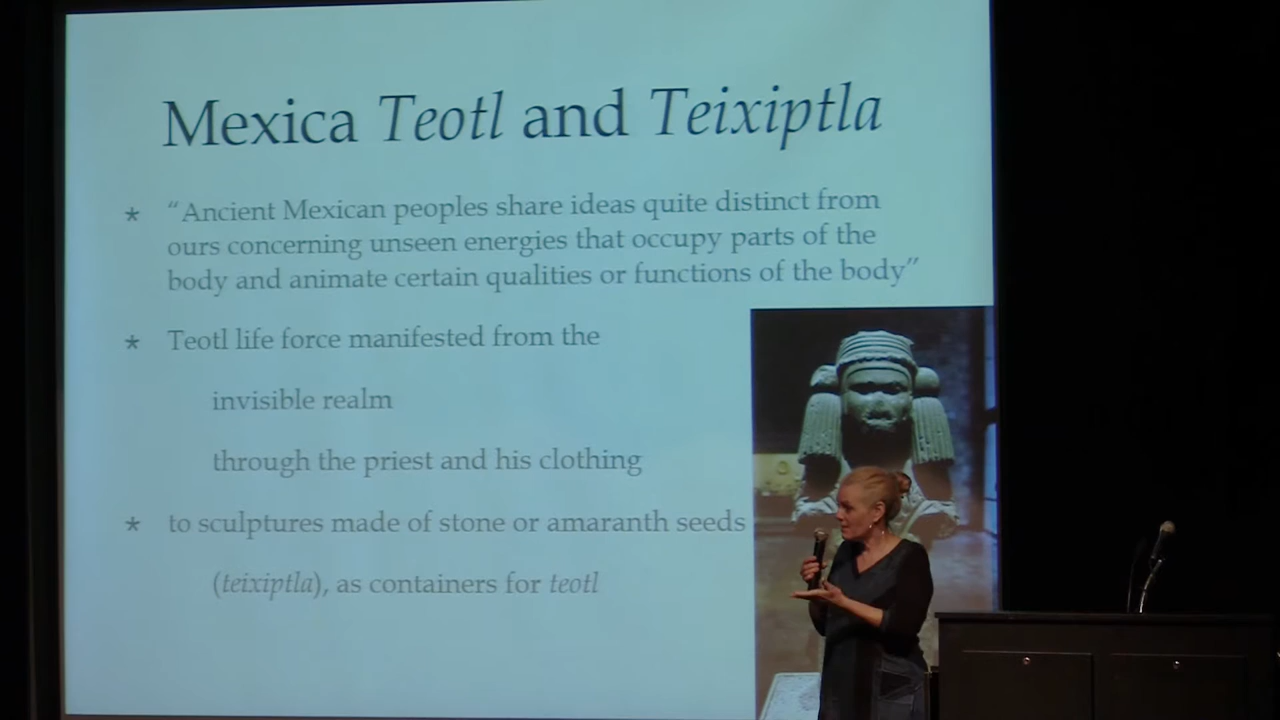 Mexica Teotl and Teixiptla
* “Ancient Mexican peoples share ideas quite distinct from
ours concerning unseen energies that occupy parts of the
body and animate certain qualities or functions of the body”
* Teotl life force manifested from the
invisible realm
through the priest and his clothing
* to sculptures made of stone or amaranth seeds
(teixiptla), as containers for teotl